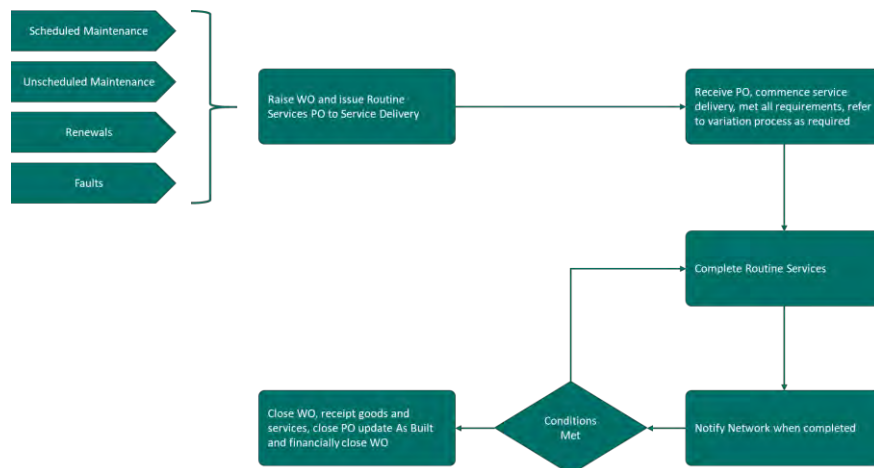 Scheduled Maintenance
Unscheduled Maintenance
Renewals
Faults
Raise WO and issue Routine
Services PO to Service Delivery
Receive PO, commence service
delivery, met all requirements, refer
to variation process as required
Complete Routine Services
Notify Network when completed
Conditions
Met
Close WO, receipt goods and
services, close PO update As Built
and financially close WO